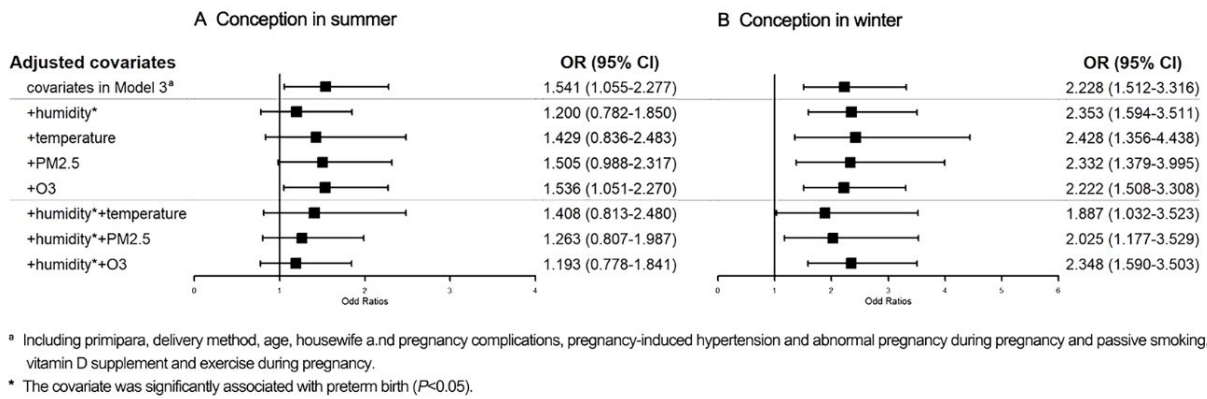 A Conception in summer B Conception in winter
Adjusted covariates OR (95% CI) OR (95% CI)
covariates in Model 3ª 1.541 (1.055-2.277) 2.228 (1.512-3.316)
+humidity* 1.200 (0.782-1.850) 2.353 (1.594-3.511)
+temperature 1.429 (0.836-2.483) 2.428 (1.356-4.438)
+PM2.5 1.505 (0.988-2.317) 2.332 (1.379-3.995)
+O3 1.536 (1.051-2.270) 2.222 (1.508-3.308)
+humidity*+temperature 1.408 (0.813-2.480) 1.887 (1.032-3.523)
+humidity*+PM2.5 1.263 (0.807-1.987) 2.025 (1.177-3.529)
+humidity*+O3 1.193 (0.778-1.841) 2.348 (1.590-3.503)
0 1 2 3 4 0 1 2 3 4 5 6
Odd Ratios Odd Ratios
ª Including primipara, delivery method, age, housewife a.nd pregnancy complications, pregnancy-induced hypertension and abnormal pregnancy during pregnancy and passive smoking,
vitamin D supplement and exercise during pregnancy.
* The covariate was significantly associated with preterm birth (P<0.05).